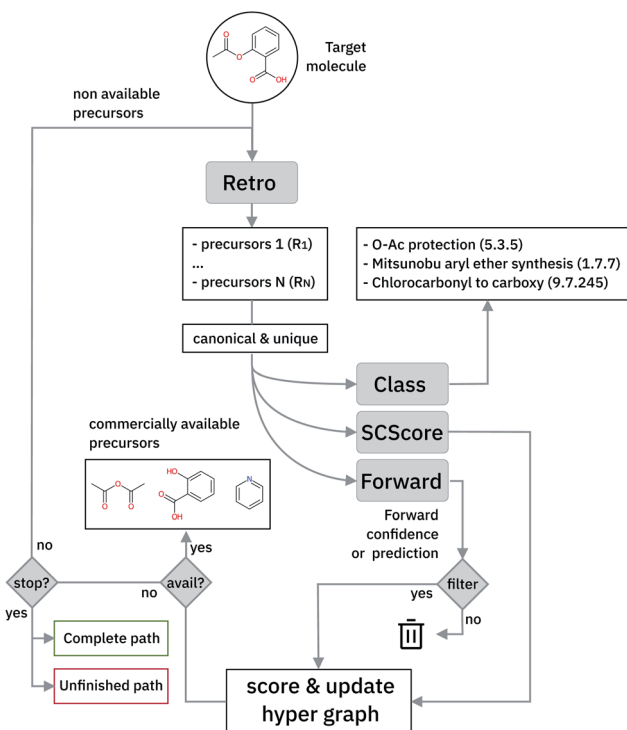 O
O
O
OH
Target
molecule
non available
precursors
Retro
- precursors 1 (R1)
...
- precursors N (RN)
- O-Ac protection (5.3.5)
- Mitsunobu aryl ether synthesis (1.7.7)
- Chlorocarbonyl to carboxy (9.7.245)
canonical & unique
Class
SCScore
Forward
commercially available
precursors
O
O
O
HO
O
OH
N
Forward
confidence
or prediction
no
yes
stop?
no
avail?
yes
filter
yes
no
Complete path
Unfinished path
score & update
hyper graph